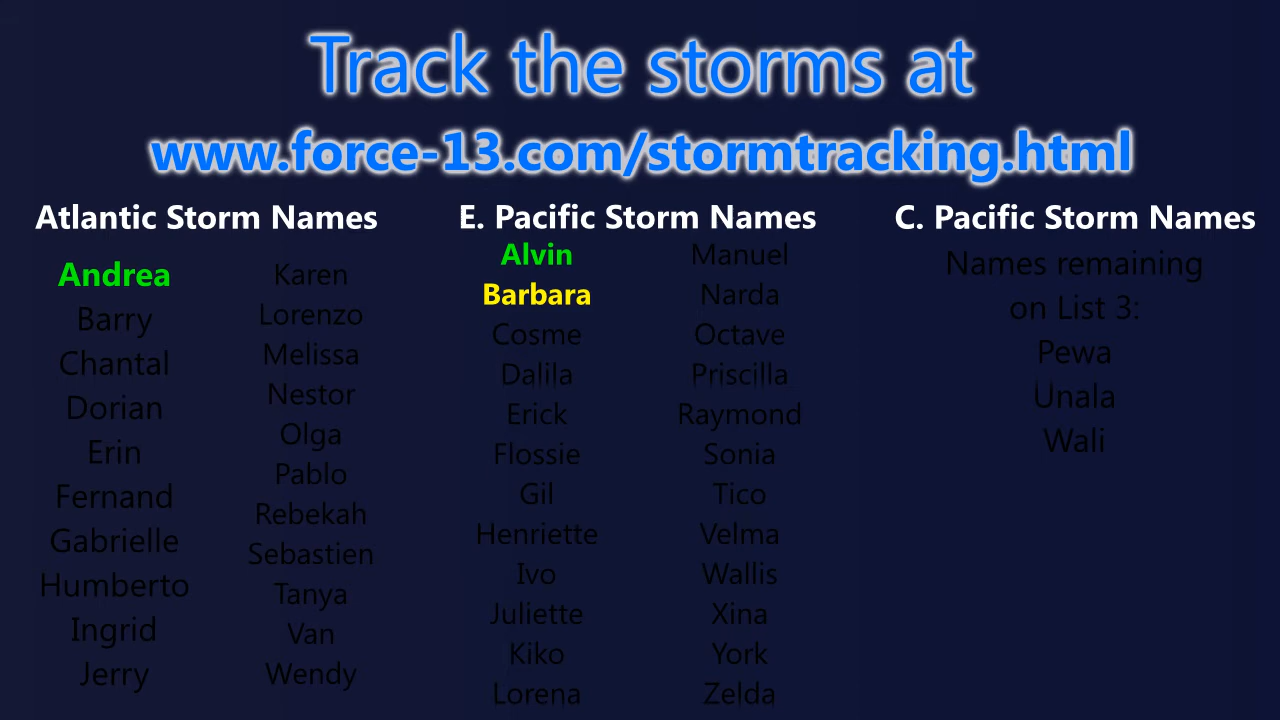 Track the storms at
www.force-13.com/stormtracking.html
Atlantic Storm Names
Andrea
Barry
Chantal
Dorian
Erin
Fernand
Gabrielle
Humberto
Ingrid
Jerry
Karen
Lorenzo
Melissa
Nestor
Olga
Pablo
Rebekah
Sebastien
Tanya
Van
Wendy
E. Pacific Storm Names
Alvin
Barbara
Cosme
Dalila
Erick
Flossie
Gil
Henriette
Ivo
Juliette
Kiko
Lorena
Manuel
Narda
Octave
Priscilla
Raymond
Sonia
Tico
Velma
Wallis
Xina
York
Zelda
C. Pacific Storm Names
Names remaining
on List 3:
Pewa
Unala
Wali